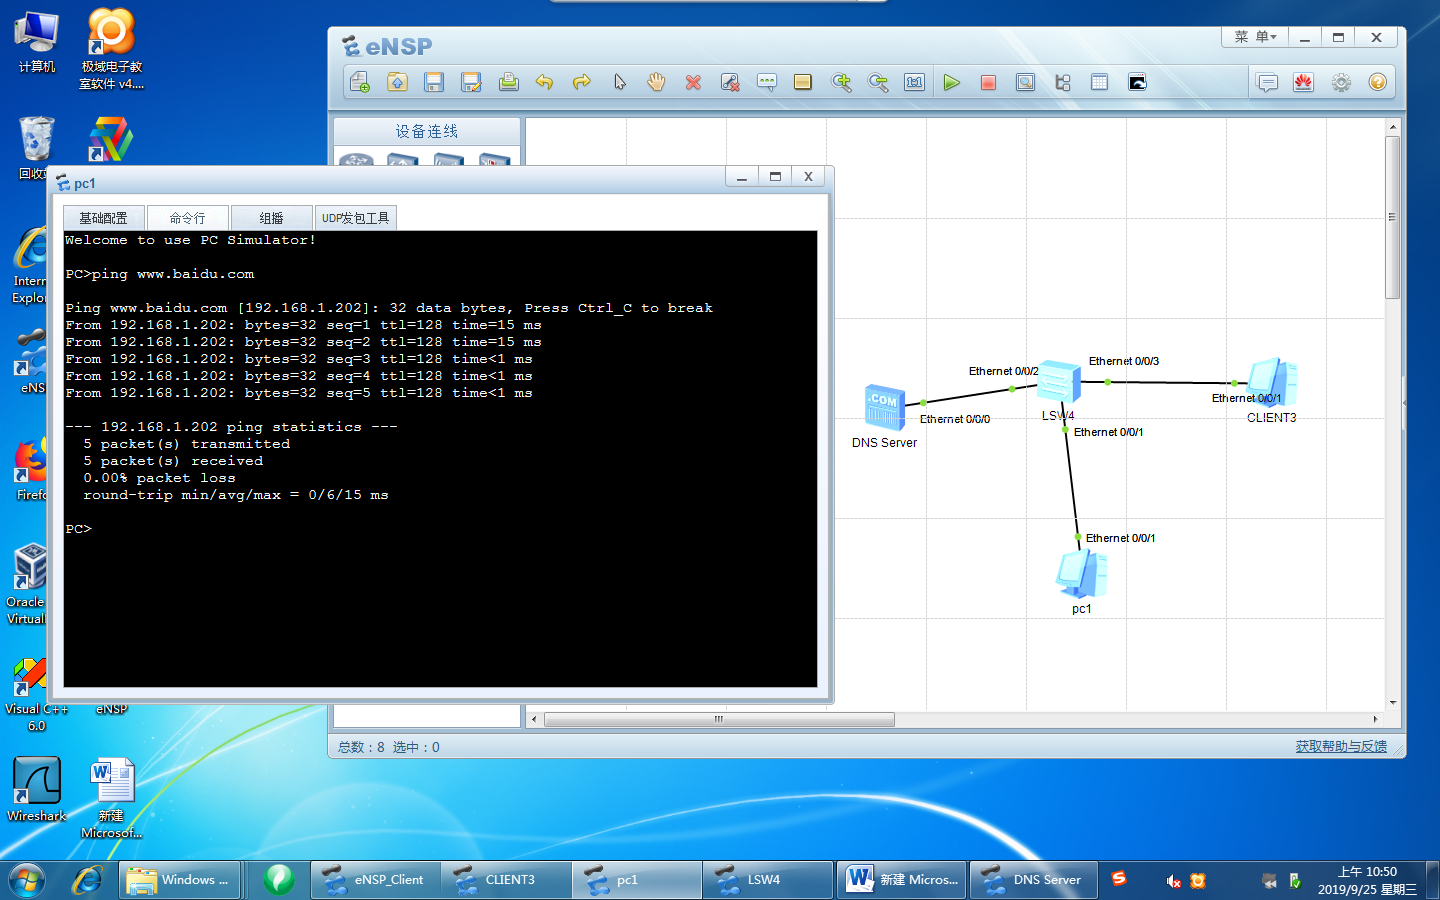 计算机
极域电子教
室软件 v4....
回收
Intern
Explor
eNS
Firefo
Oracle
Virtuall
Visual C++
6.0
eNSP
Wireshark
新建
Microsof...
eNSP
菜 单
设备连线
pc1
基础配置
命令行
组播
UDP发包工具
Welcome to use PC Simulator!
PC>ping www.baidu.com
Ping www.baidu.com [192.168.1.202]: 32 data bytes, Press Ctrl_C to break
From 192.168.1.202: bytes=32 seq=1 ttl=128 time=15 ms
From 192.168.1.202: bytes=32 seq=2 ttl=128 time=15 ms
From 192.168.1.202: bytes=32 seq=3 ttl=128 time<1 ms
From 192.168.1.202: bytes=32 seq=4 ttl=128 time<1 ms
From 192.168.1.202: bytes=32 seq=5 ttl=128 time<1 ms
--- 192.168.1.202 ping statistics ---
5 packet(s) transmitted
5 packet(s) received
0.00% packet loss
round-trip min/avg/max = 0/6/15 ms
PC>
Ethernet 0/0/2
Ethernet 0/0/3
.COM
Ethernet 0/0/0
DNS Server
LSW4
Ethernet 0/0/1
Ethernet 0/0/1
CLIENT3
Ethernet 0/0/1
pc1
总数：8 选中：0
获取帮助与反馈
Windows ...
eNSP_Client
CLIENT3
pc1
LSW4
新建 Micros...
DNS Server
上午 10:50
2019/9/25 星期三